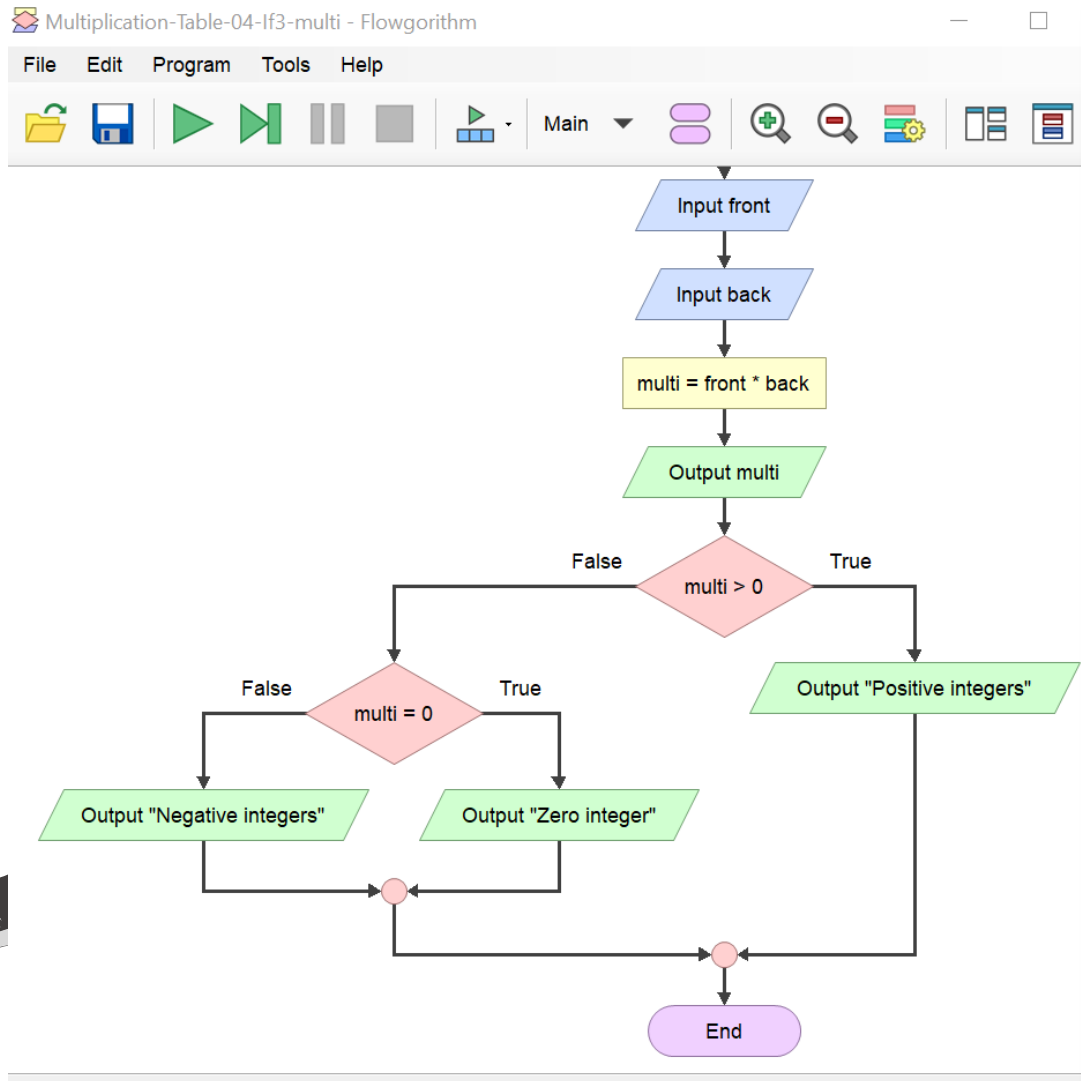 Multiplication-Table-04-If3-multi - Flowgorithm
File Edit Program Tools Help
Main
Input front
Input back
multi = front * back
Output multi
False True
multi > 0
Output "Positive integers"
False True
multi = 0
Output "Negative integers" Output "Zero integer"
End